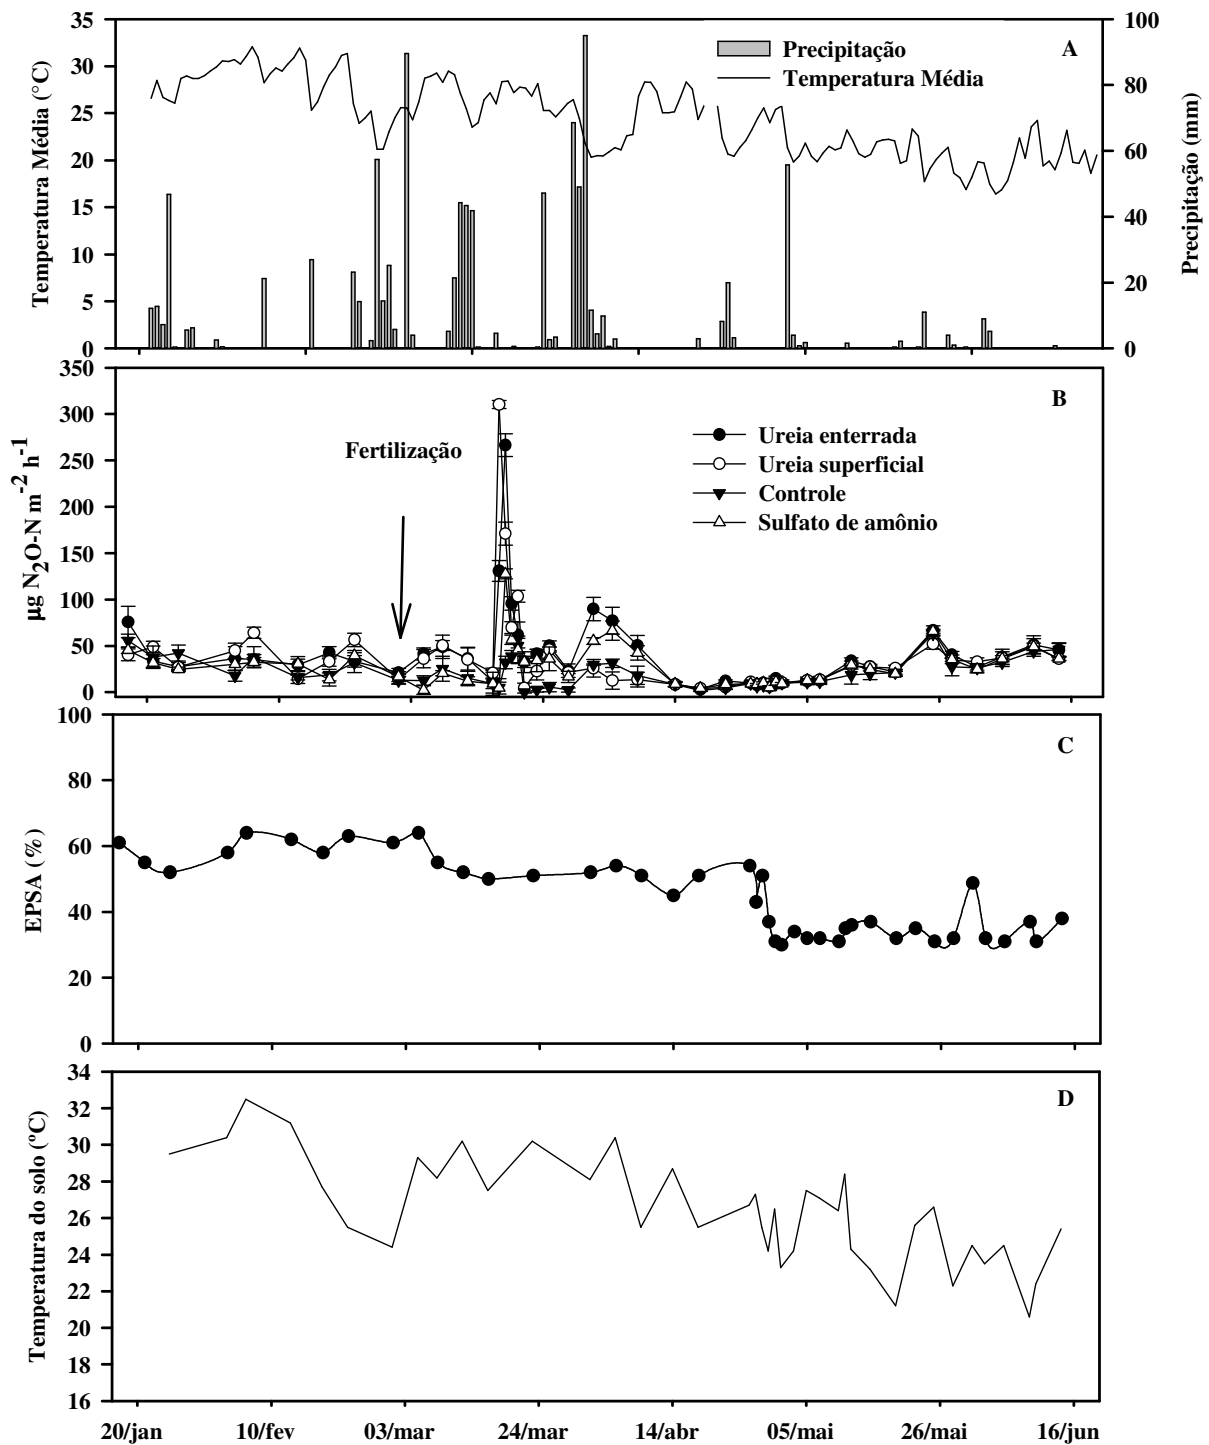 35
30
25
20
15
10
5
0
Temperatura Média (°C)
100
80
60
40
20
0
Precipitação (mm)
Precipitação
Temperatura Média
A
350
300
250
200
150
100
50
0
µg N2O-N m-2 h-1
Fertilização
B
Ureia enterrada
Ureia superficial
Controle
Sulfato de amônio
100
80
60
40
20
0
EPSA (%)
C
34
32
30
28
26
24
22
20
18
16
Temperatura do solo (ºC)
D
20/jan 10/fev 03/mar 24/mar 14/abr 05/mai 26/mai 16/jun